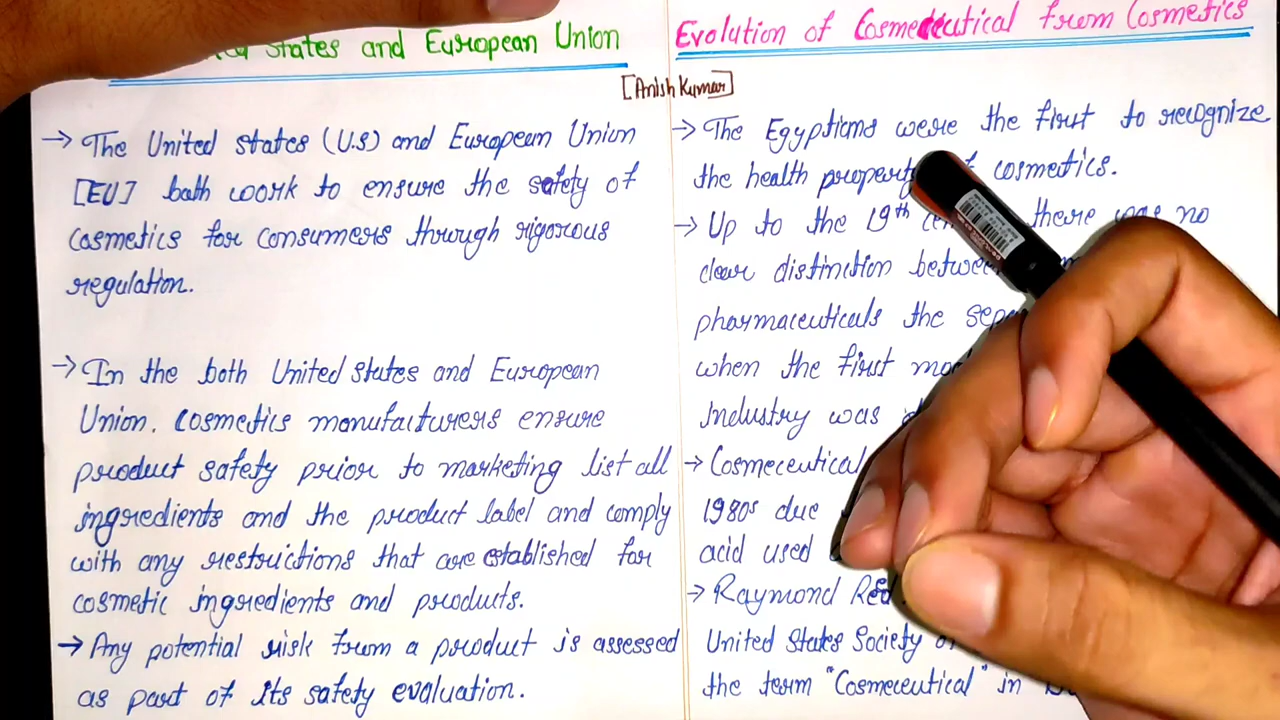 States and European Union
The United states (U.S) and European Union
[EU] bath work to ensure the safety of
Cosmetics for consumers through rigorous
regulation.
In the both United states and European
Union. Cosmetics manufacturers ensure
product safety prior to marketing list all
ingredients and the product label and comply
with any restrictions that are established for
cosmetic ingredients and products.
Any potential risk from a product is assessed
as part of its safety evaluation.
[Anish Kumar]
Evolution of Cosmeceutical from Cosmetics
The Egyptians were the first to recognize
the health property of cosmetics.
Up to the 19th there was no
clear distinction between
pharmaceuticals the
when the first
Industry was
Cosmeceutical
1980s due
acid used
Raymond
United States Society
the term "Cosmeceutical" in